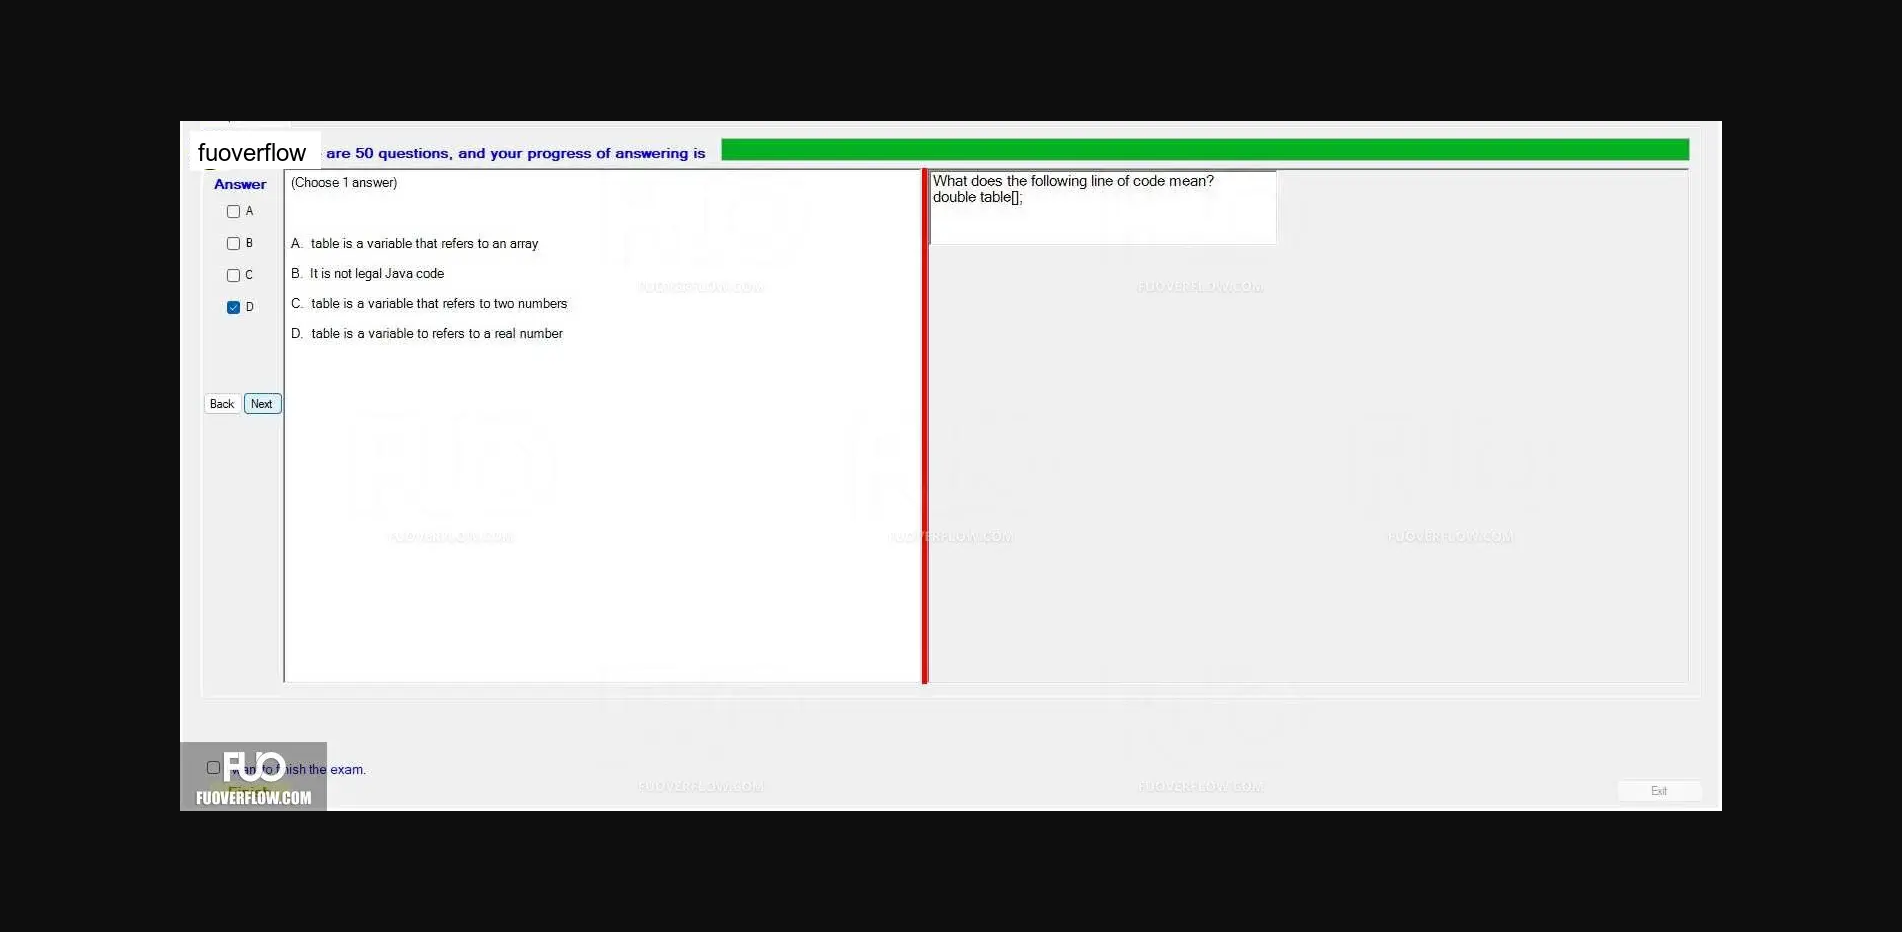 fuoverflow are 50 questions, and your progress of answering is
Answer
A
B
C
D
Back Next
(Choose 1 answer)
A. table is a variable that refers to an array
B. It is not legal Java code
C. table is a variable that refers to two numbers
D. table is a variable to refers to a real number
What does the following line of code mean?
double table[];
FUOVERFLOW.COM
FUOVERFLOW.COM
FUOVERFLOW.COM
FUOVERFLOW.COM
FUOVERFLOW.COM
FUO
want to finish the exam.
Finish
FUOVERFLOW.COM
FUOVERFLOW.COM
FUOVERFLOW.COM
Exit